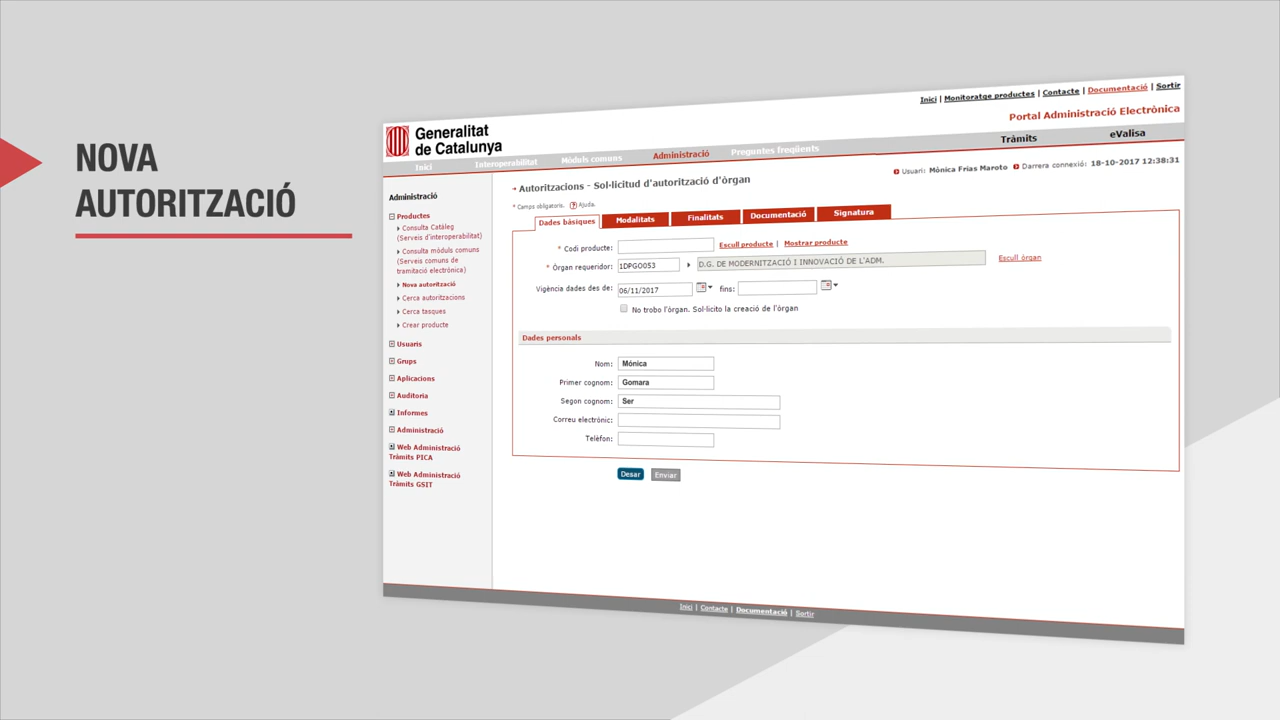 NOVA
AUTORITZACIÓ
Inici | Monitoratge productes | Contacte | Documentació | Sortir
Portal Administració Electrònica
Generalitat
de Catalunya
Inici Interoperabilitat Mòduls comuns Administració Preguntes freqüents Tràmits eValisa
Usuari: Mònica Frias Maroto Darrera connexió: 18-10-2017 12:38:31
Administració
Productes
Consulta Catàleg
(Serveis d'interoperabilitat)
Consulta mòduls comuns
(Serveis comuns de
tramitació electrònica)
Nova autorització
Cerca autoritzacions
Cerca tasques
Crear producte
Usuaris
Grups
Aplicacions
Auditoria
Informes
Administració
Web Administració
Tràmits PICA
Web Administració
Tràmits GSIT
Autoritzacions - Sol·licitud d'autorització d'òrgan
* Camps obligatoris. ? Ajuda.
Dades bàsiques Modalitats Finalitats Documentació Signatura
* Codi producte: Escull producte | Mostrar producte
* Òrgan requeridor: 1DPGO053 D.G. DE MODERNITZACIÓ I INNOVACIÓ DE L'ADM. Escull òrgan
Vigència dades des de: 06/11/2017 fins:
No trobo l'òrgan. Sol·licito la creació de l'òrgan
Dades personals
Nom: Mónica
Primer cognom: Gomara
Segon cognom: Ser
Correu electrònic:
Telèfon:
Desar Enviar
Inici | Contacte | Documentació | Sortir